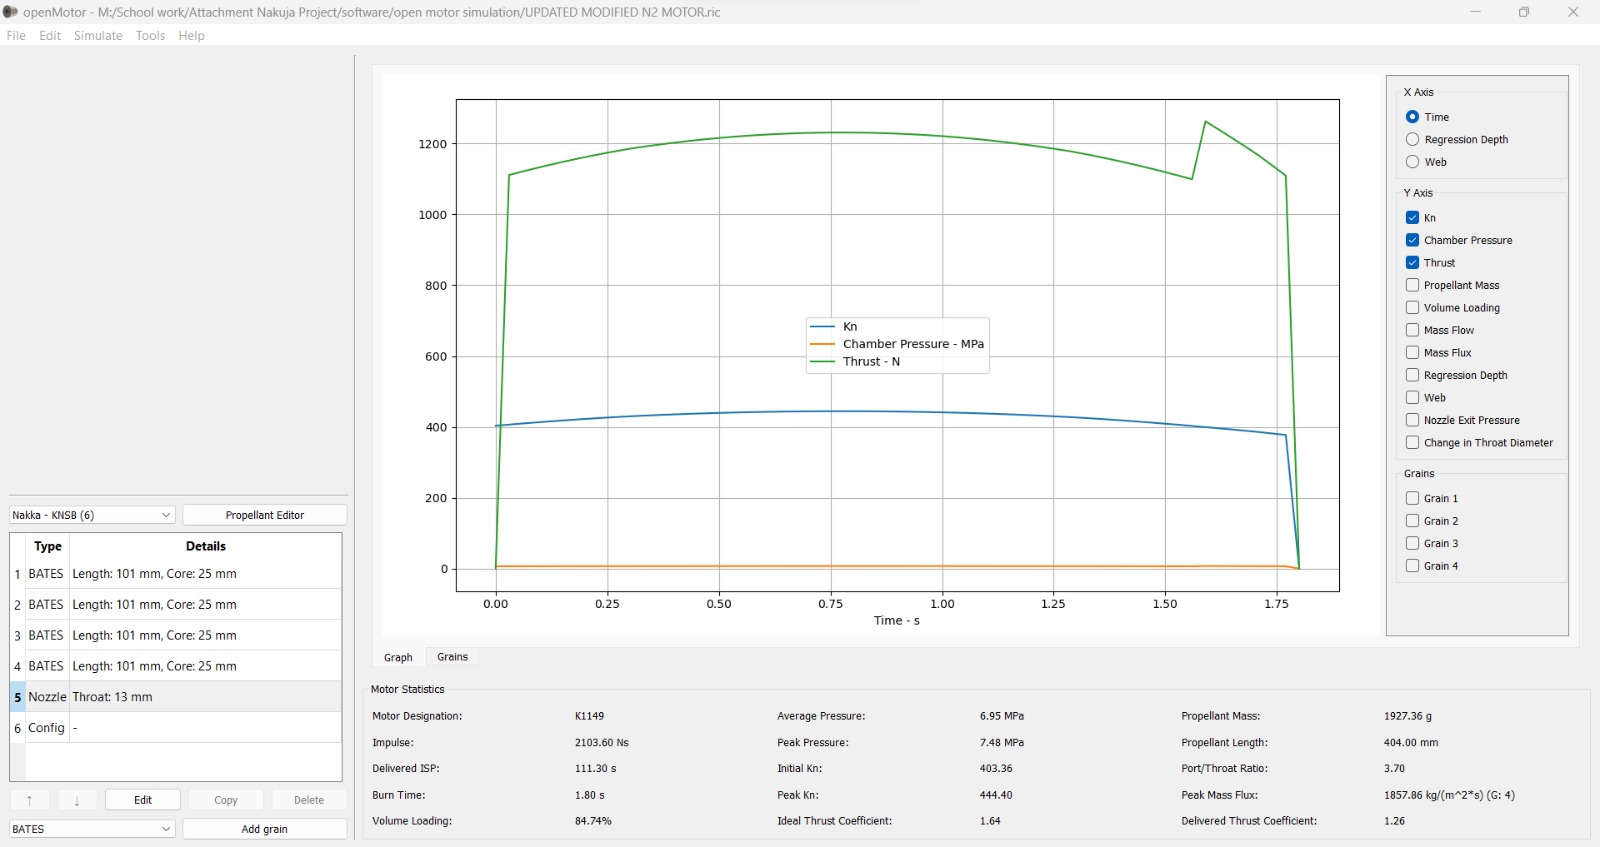 openMotor - M:/School work/Attachment Nakuja Project/software/open motor simulation/UPDATED MODIFIED N2 MOTOR.ric
File Edit Simulate Tools Help
1200
1000
800
600
400
200
0
0.00 0.25 0.50 0.75 1.00 1.25 1.50 1.75
Time - s
Kn
Chamber Pressure - MPa
Thrust - N
X Axis
Time
Regression Depth
Web
Y Axis
Kn
Chamber Pressure
Thrust
Propellant Mass
Volume Loading
Mass Flow
Mass Flux
Regression Depth
Web
Nozzle Exit Pressure
Change in Throat Diameter
Grains
Grain 1
Grain 2
Grain 3
Grain 4
Nakka - KNSB (6) Propellant Editor
Type Details
1 BATES Length: 101 mm, Core: 25 mm
2 BATES Length: 101 mm, Core: 25 mm
3 BATES Length: 101 mm, Core: 25 mm
4 BATES Length: 101 mm, Core: 25 mm
5 Nozzle Throat: 13 mm
6 Config -
↑ ↓ Edit Copy Delete
BATES Add grain
Graph Grains
Motor Statistics
Motor Designation: K1149 Average Pressure: 6.95 MPa Propellant Mass: 1927.36 g
Impulse: 2103.60 Ns Peak Pressure: 7.48 MPa Propellant Length: 404.00 mm
Delivered ISP: 111.30 s Initial Kn: 403.36 Port/Throat Ratio: 3.70
Burn Time: 1.80 s Peak Kn: 444.40 Peak Mass Flux: 1857.86 kg/(m^2*s) (G: 4)
Volume Loading: 84.74% Ideal Thrust Coefficient: 1.64 Delivered Thrust Coefficient: 1.26